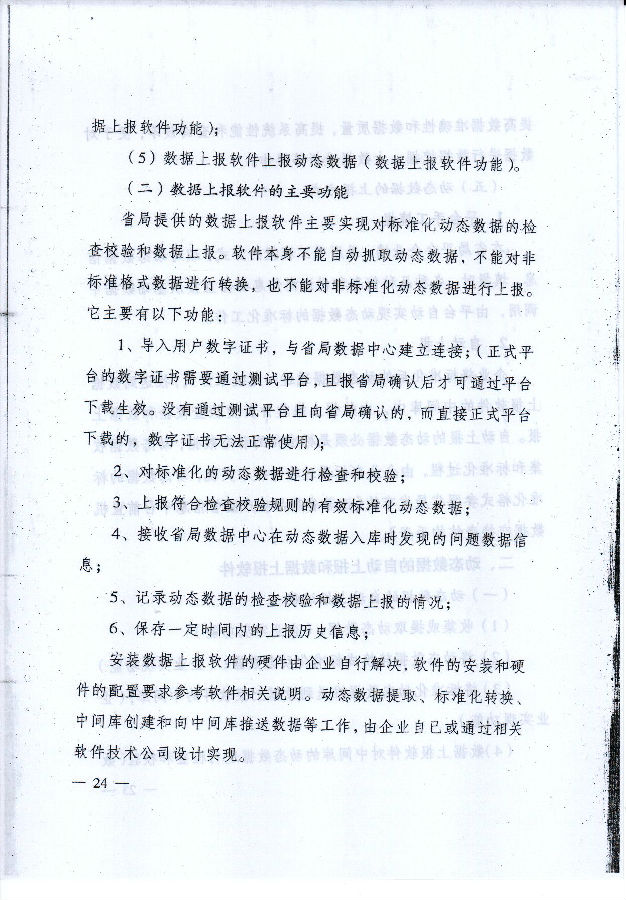 据上报软件功能）;
（5）数据上报软件上报动态数据（数据上报软件功能）。
（二）数据上报软件的主要功能
省局提供的数据上报软件主要实现对标准化动态数据的检
查校验和数据上报。软件本身不能自动抓取动态数据，不能对非
标准格式数据进行转换，也不能对非标准化动态数据进行上报。
它主要有以下功能：
1、导入用户数字证书，与省局数据中心建立连接；（正式平
台的数字证书需要通过测试平台，且报省局确认后才可通过平台
下载生效。没有通过测试平台且向省局确认的，而直接正式平台
下载的，数字证书无法正常使用）;
2、对标准化的动态数据进行检查和校验；
3、上报符合检查校验规则的有效标准化动态数据；
4、接收省局数据中心在动态数据入库时发现的问题数据信
息；
5、记录动态数据的检查校验和数据上报的情况；
6、保存一定时间内的上报历史信息；
安装数据上报软件的硬件由企业自行解决，软件的安装和硬
件的配置要求参考软件相关说明。动态数据提取、标准化转换、
中间库创建和向中间库推送数据等工作，由企业自已或通过相关
软件技术公司设计实现。
— 24 —